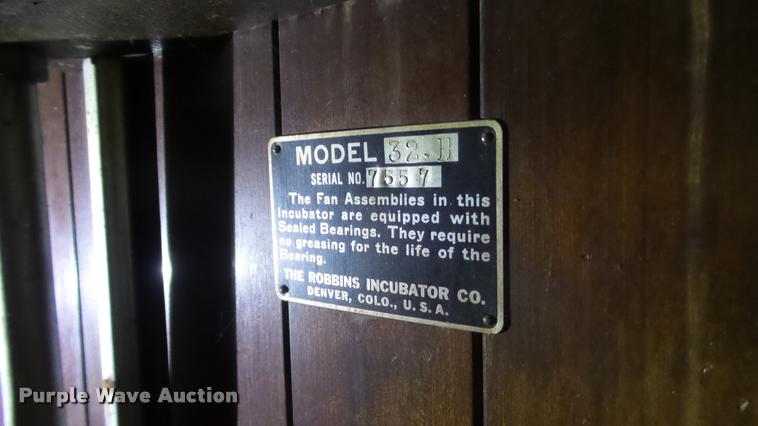 MODEL 32-H
SERIAL NO. 7557
The Fan Assemblies in this
Incubator are equipped with
Sealed Bearings. They require
no greasing for the life of the
Bearing.
THE ROBBINS INCUBATOR CO.
DENVER, COLO., U.S.A.
Purple Wave Auction